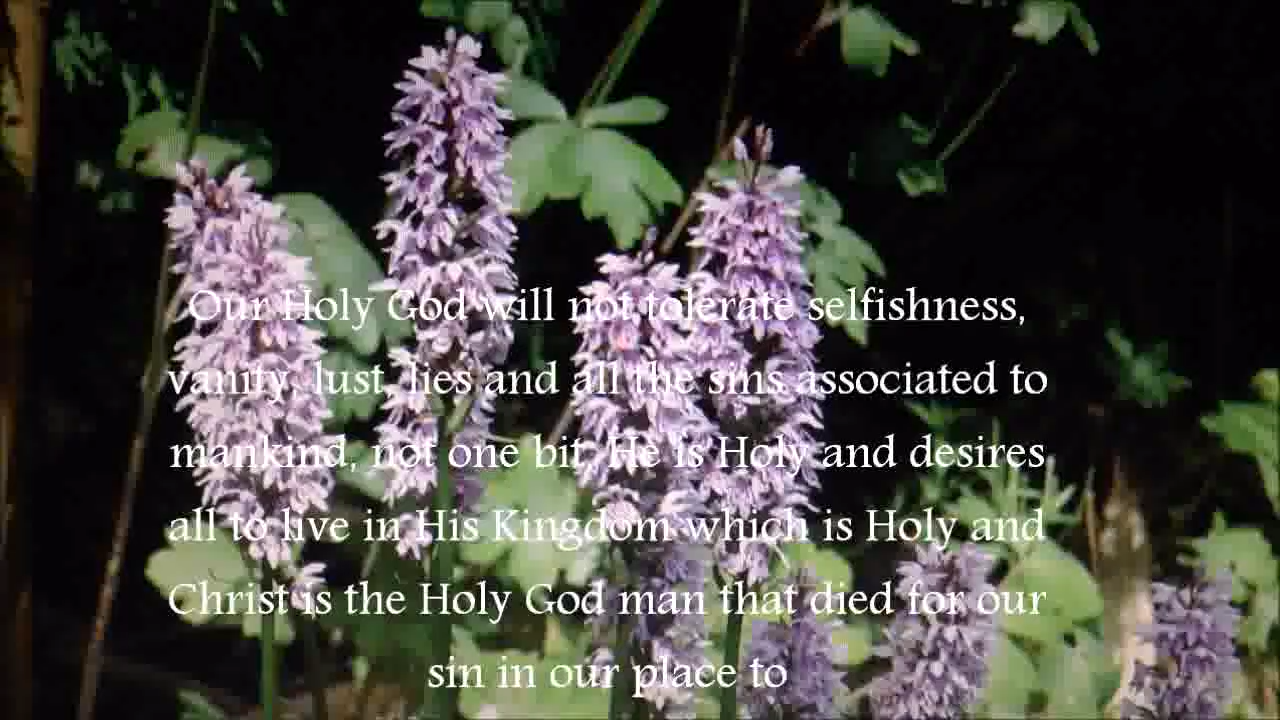 Our Holy God will not tolerate selfishness,
vanity, lust, lies and all the sins associated to
mankind, not one bit, He is Holy and desires
all to live in His Kingdom which is Holy and
Christ is the Holy God man that died for our
sin in our place to